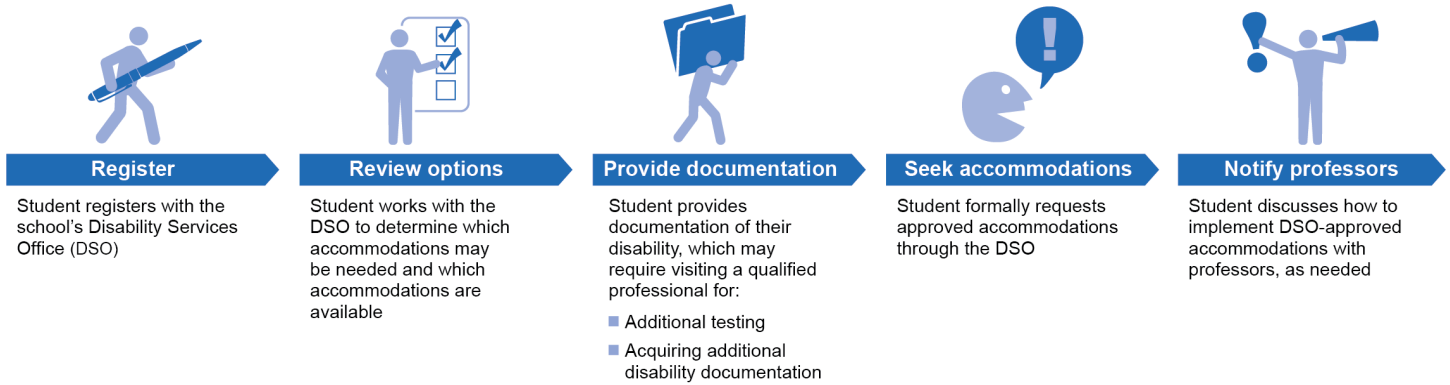 Register
Student registers with the
school's Disability Services
Office (DSO)
Review options
Student works with the
DSO to determine which
accommodations may
be needed and which
accommodations are
available
Provide documentation
Student provides
documentation of their
disability, which may
require visiting a qualified
professional for:
Additional testing
Acquiring additional
disability documentation
Seek accommodations
Student formally requests
approved accommodations
through the DSO
Notify professors
Student discusses how to
implement DSO-approved
accommodations with
professors, as needed